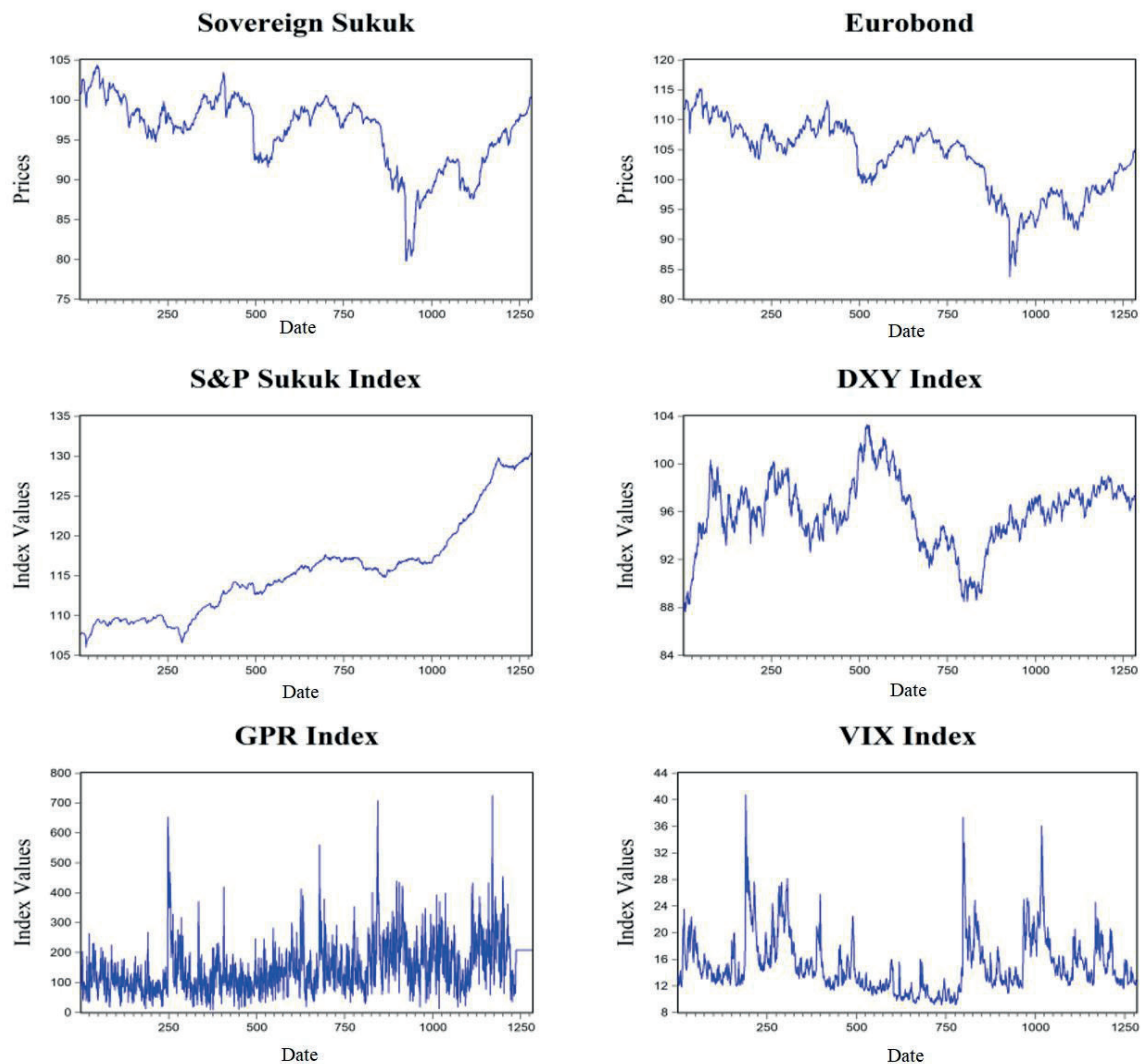 Sovereign Sukuk
105
100
95
90
85
80
75
250 500 750 1000 1250
Prices
Date
Eurobond
120
115
110
105
100
95
90
85
80
250 500 750 1000 1250
Prices
Date
S&P Sukuk Index
135
130
125
120
115
110
105
250 500 750 1000 1250
Index Values
Date
DXY Index
104
100
96
92
88
84
250 500 750 1000 1250
Index Values
Date
GPR Index
800
700
600
500
400
300
200
100
0
250 500 750 1000 1250
Index Values
Date
VIX Index
44
40
36
32
28
24
20
16
12
8
250 500 750 1000 1250
Index Values
Date